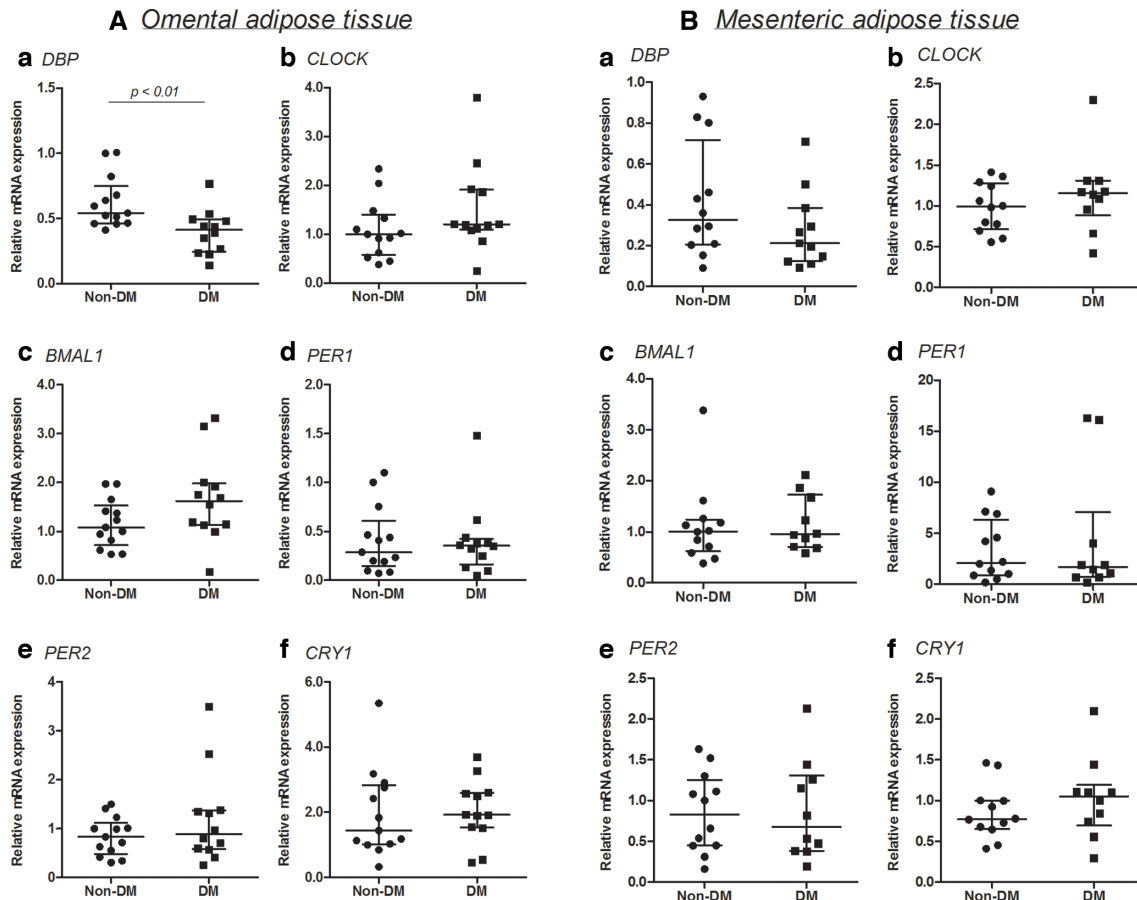 A Omental adipose tissue
a DBP
Relative mRNA expression
1.5
1.0
0.5
0.0
p < 0.01
Non-DM DM
b CLOCK
Relative mRNA expression
4.0
3.0
2.0
1.0
0.0
Non-DM DM
c BMAL1
Relative mRNA expression
4.0
3.0
2.0
1.0
0.0
Non-DM DM
d PER1
Relative mRNA expression
2.0
1.5
1.0
0.5
0.0
Non-DM DM
e PER2
Relative mRNA expression
4
3
2
1
0
Non-DM DM
f CRY1
Relative mRNA expression
6.0
4.0
2.0
0.0
Non-DM DM
B Mesenteric adipose tissue
a DBP
Relative mRNA expression
1.0
0.8
0.6
0.4
0.2
0.0
Non-DM DM
b CLOCK
Relative mRNA expression
2.5
2.0
1.5
1.0
0.5
0.0
Non-DM DM
c BMAL1
Relative mRNA expression
4.0
3.0
2.0
1.0
0.0
Non-DM DM
d PER1
Relative mRNA expression
20
15
10
5
0
Non-DM DM
e PER2
Relative mRNA expression
2.5
2.0
1.5
1.0
0.5
0.0
Non-DM DM
f CRY1
Relative mRNA expression
2.5
2.0
1.5
1.0
0.5
0.0
Non-DM DM